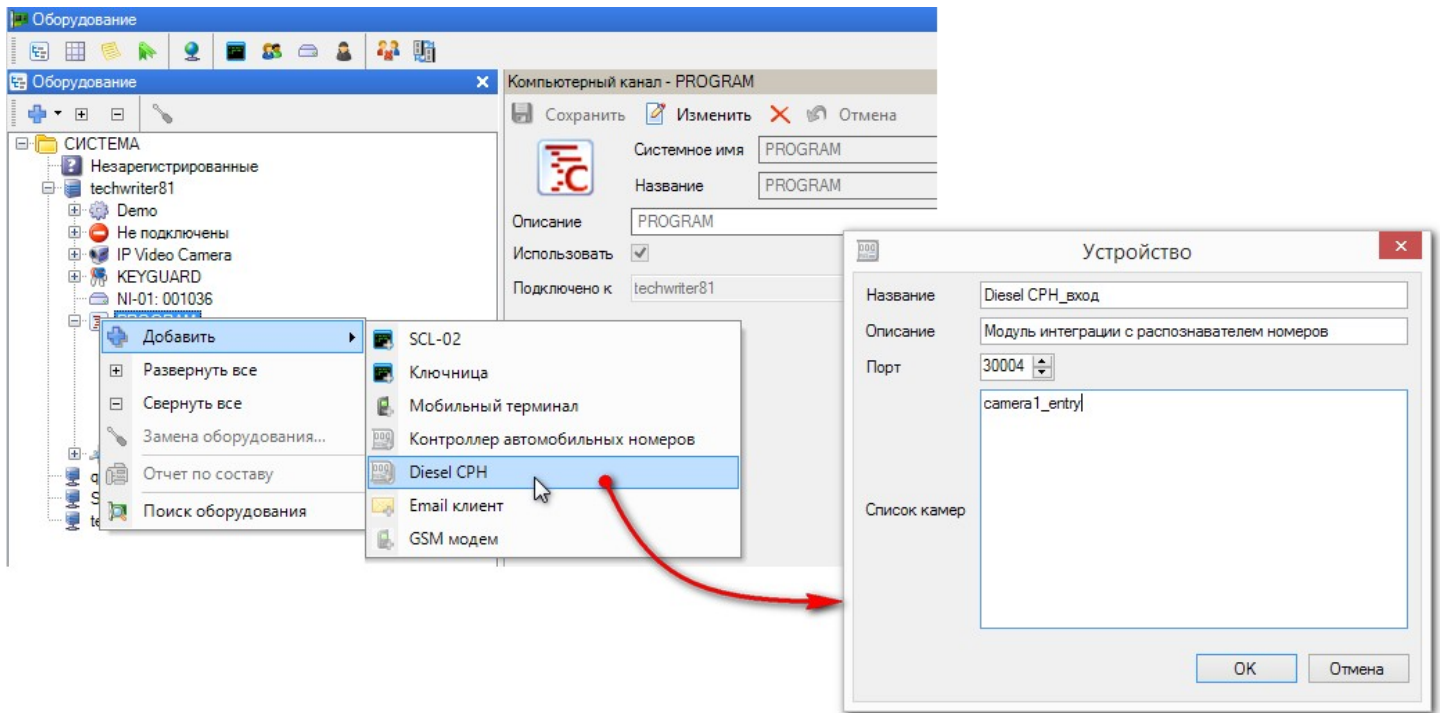 Оборудование
Оборудование
СИСТЕМА
Незарегистрированные
techwriter81
Demo
Не подключены
IP Video Camera
KEYGUARD
NI-01: 001036
Компьютерный канал - PROGRAM
Сохранить Изменить Отмена
Системное имя PROGRAM
Название PROGRAM
Описание PROGRAM
Использовать
Подключено к techwriter81
Добавить
Развернуть все
Свернуть все
Замена оборудования...
Отчет по составу
Поиск оборудования
SCL-02
Ключница
Мобильный терминал
Контроллер автомобильных номеров
Diesel CPH
Email клиент
GSM модем
Устройство
Название Diesel CPH_вход
Описание Модуль интеграции с распознавателем номеров
Порт 30004
camera1_entry
Список камер
OK Отмена